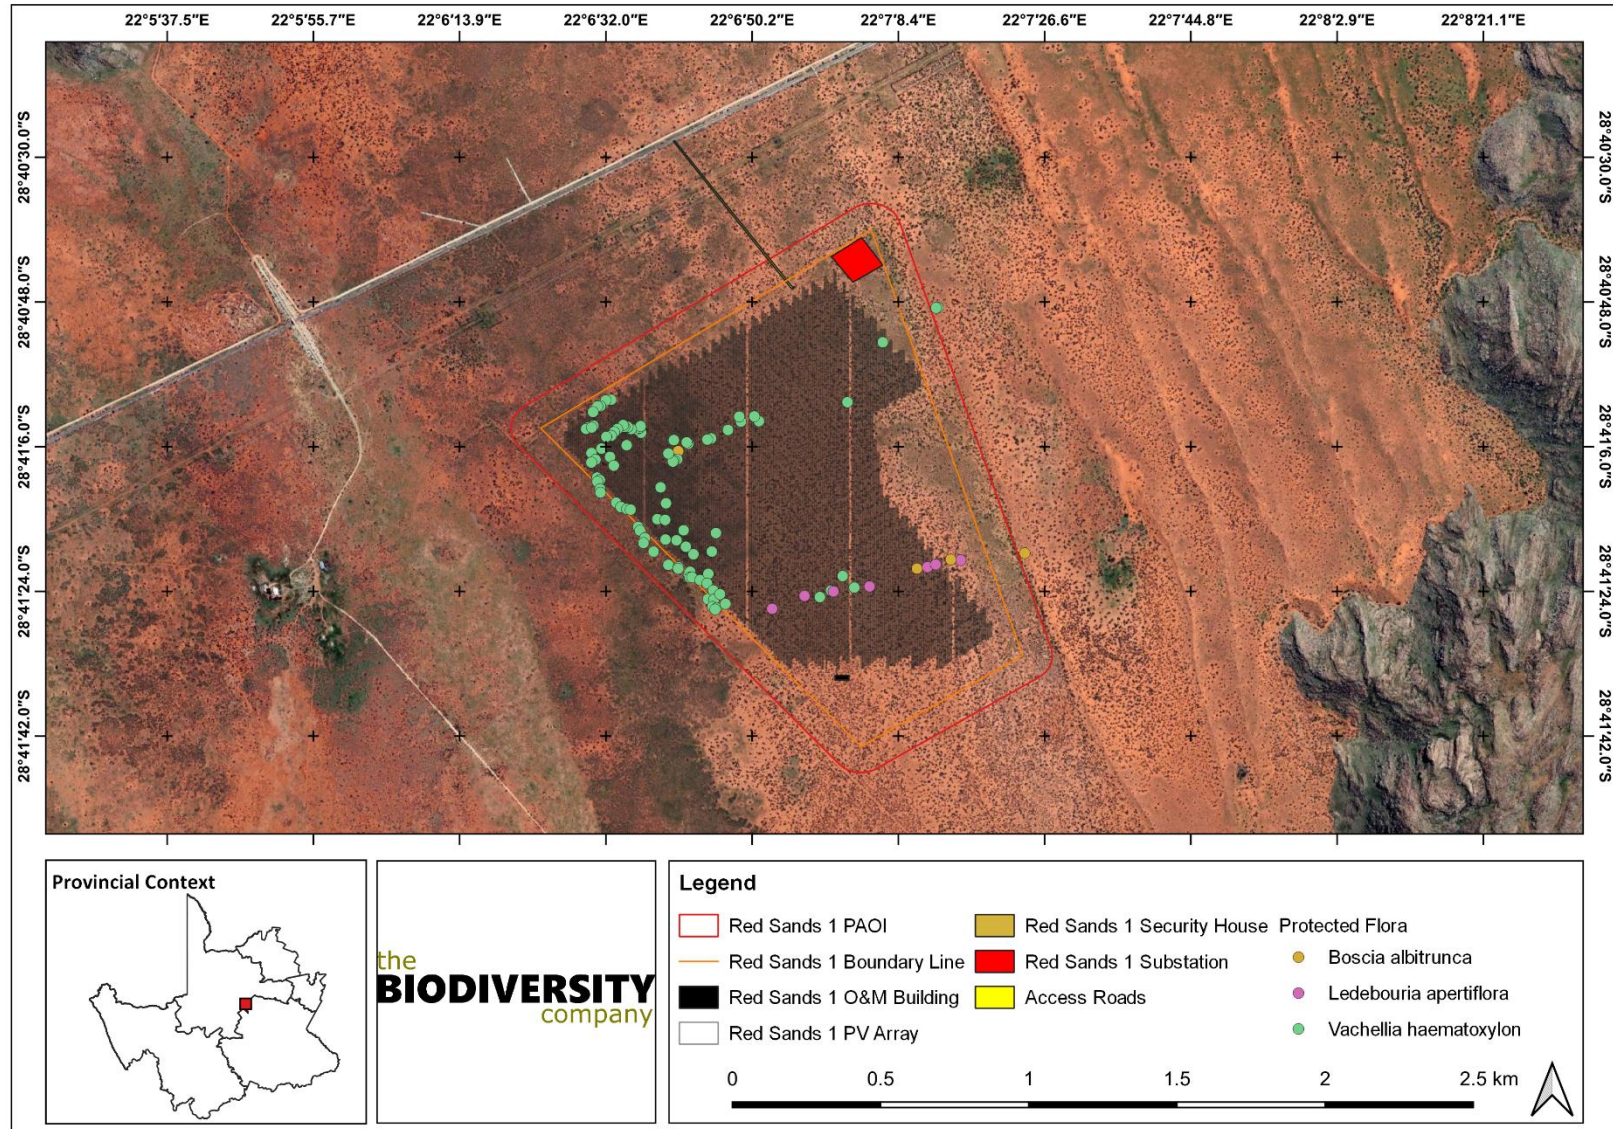 22°5'37.5"E 22°5'55.7"E 22°6'13.9"E 22°6'32.0"E 22°6'50.2"E 22°7'8.4"E 22°7'26.6"E 22°7'44.8"E 22°8'2.9"E 22°8'21.1"E
28°40'30.0"S 28°40'30.0"S
28°40'48.0"S 28°40'48.0"S
28°41'6.0"S 28°41'6.0"S
28°41'24.0"S 28°41'24.0"S
28°41'42.0"S 28°41'42.0"S
Provincial Context
the
BIODIVERSITY
company
Legend
Red Sands 1 PAOI
Red Sands 1 Boundary Line
Red Sands 1 O&M Building
Red Sands 1 PV Array
Red Sands 1 Security House
Red Sands 1 Substation
Access Roads
Protected Flora
Boscia albitrunca
Ledebouria apertiflora
Vachellia haematoxylon
0 0.5 1 1.5 2 2.5 km